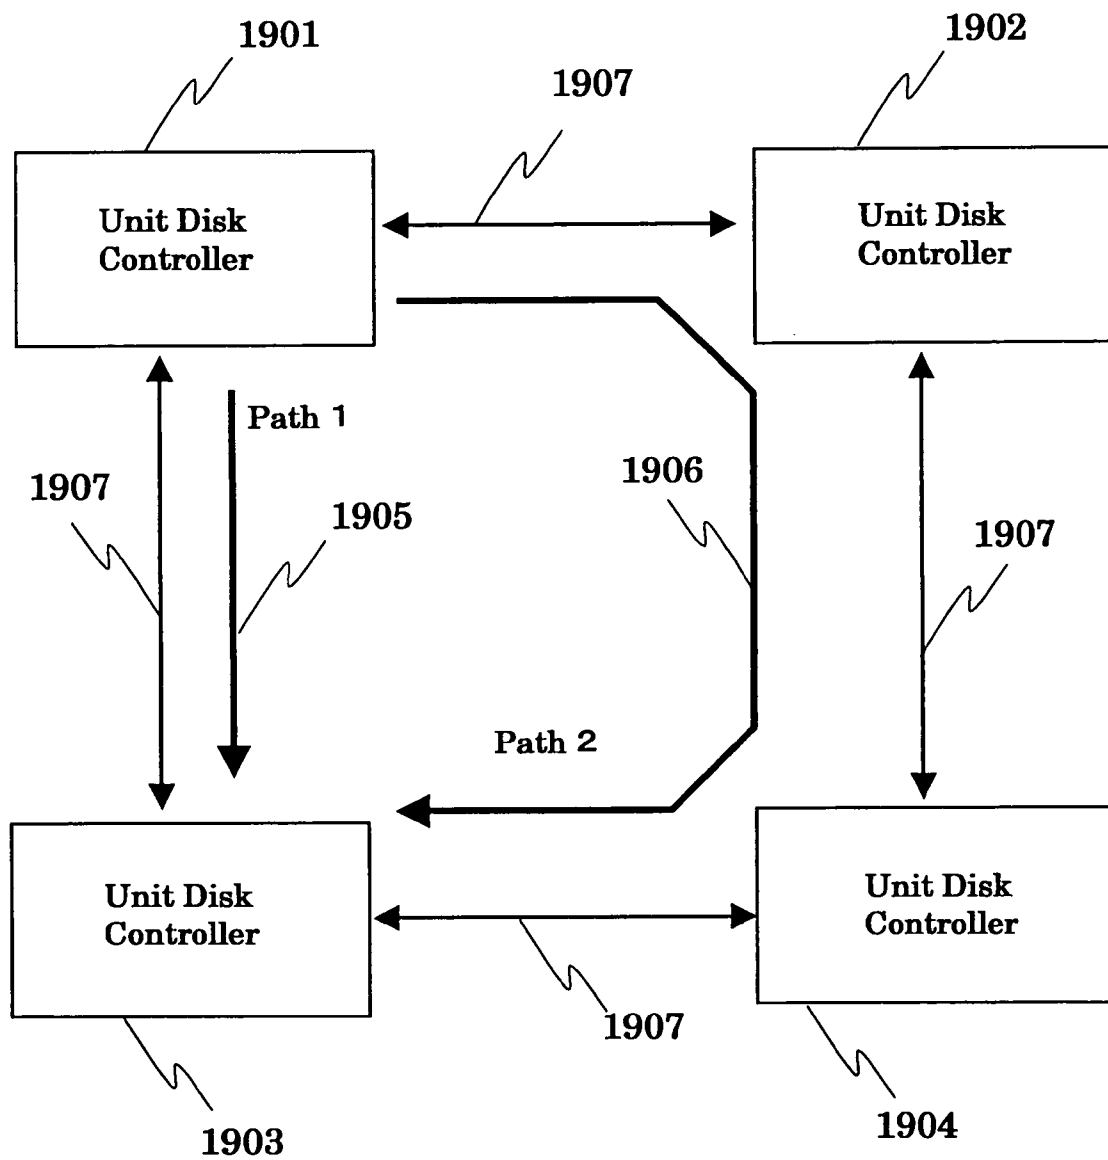 1901
1902
1907
Unit Disk
Controller
Unit Disk
Controller
Path 1
1907
1905
1906
1907
Path 2
Unit Disk
Controller
Unit Disk
Controller
1907
1903
1904